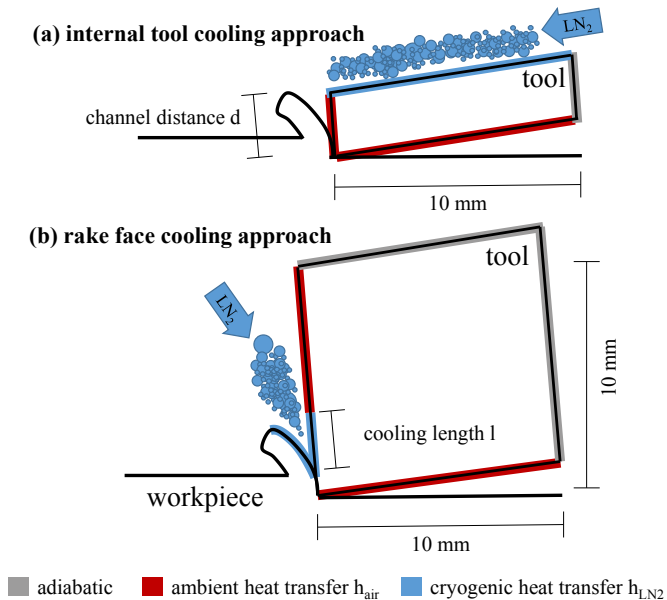 (a) internal tool cooling approach
LN2
tool
channel distance d
10 mm
(b) rake face cooling approach
tool
LN2
10 mm
cooling length l
workpiece
10 mm
adiabatic
ambient heat transfer hair
cryogenic heat transfer hLN2